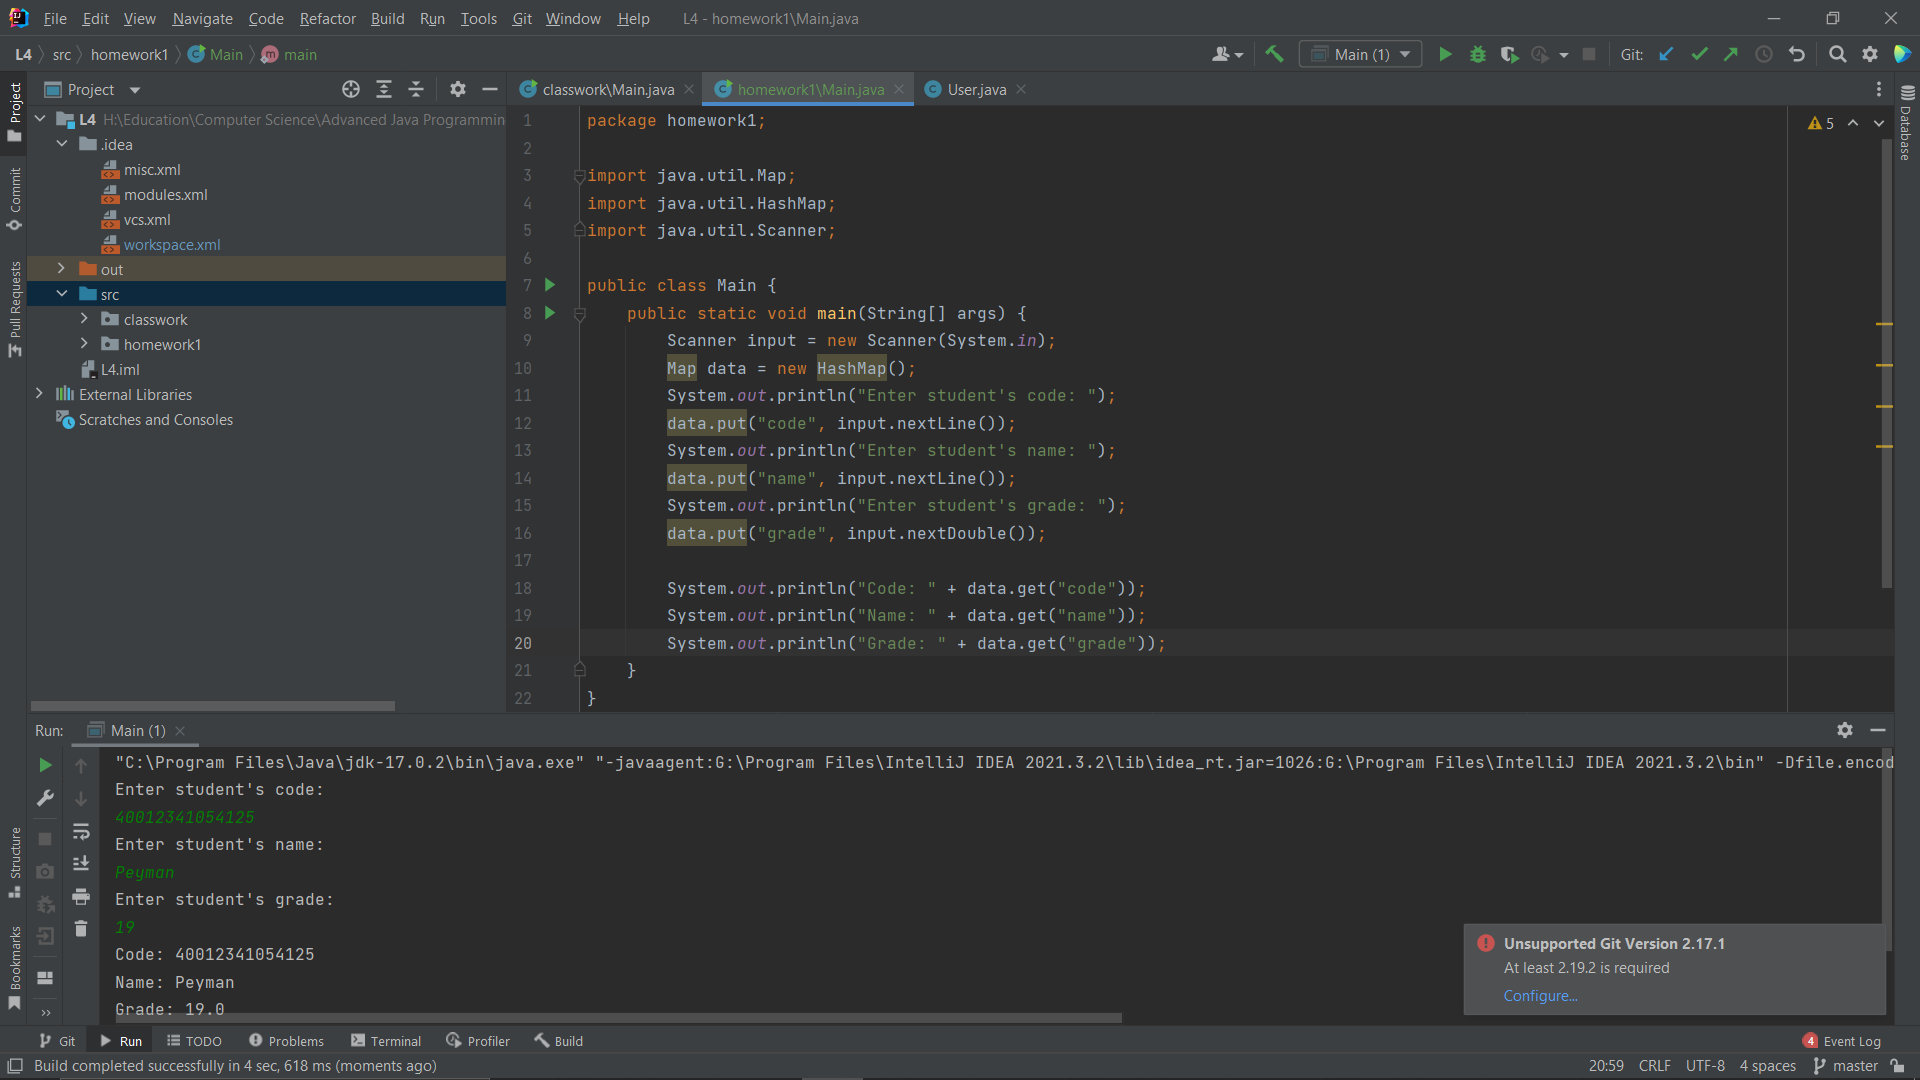 File Edit View Navigate Code Refactor Build Run Tools Git Window Help L4 - homework1\Main.java
L4 src homework1 Main main Main (1) Git:
Project
classwork\Main.java homework1\Main.java User.java
L4 H:\Education\Computer Science\Advanced Java Programmin
.idea
misc.xml
modules.xml
vcs.xml
workspace.xml
out
src
classwork
homework1
L4.iml
External Libraries
Scratches and Consoles
Project
Commit
Pull Requests
Structure
Bookmarks
Database
5
1 package homework1;
2
3 import java.util.Map;
4 import java.util.HashMap;
5 import java.util.Scanner;
6
7 public class Main {
8 public static void main(String[] args) {
9 Scanner input = new Scanner(System.in);
10 Map data = new HashMap();
11 System.out.println("Enter student's code: ");
12 data.put("code", input.nextLine());
13 System.out.println("Enter student's name: ");
14 data.put("name", input.nextLine());
15 System.out.println("Enter student's grade: ");
16 data.put("grade", input.nextDouble());
17
18 System.out.println("Code: " + data.get("code"));
19 System.out.println("Name: " + data.get("name"));
20 System.out.println("Grade: " + data.get("grade"));
21 }
22 }
Run: Main (1)
"C:\Program Files\Java\jdk-17.0.2\bin\java.exe" "-javaagent:G:\Program Files\IntelliJ IDEA 2021.3.2\lib\idea_rt.jar=1026:G:\Program Files\IntelliJ IDEA 2021.3.2\bin" -Dfile.encod
Enter student's code:
40012341054125
Enter student's name:
Peyman
Enter student's grade:
19
Code: 40012341054125
Name: Peyman
Grade: 19.0
Unsupported Git Version 2.17.1
At least 2.19.2 is required
Configure...
Git Run TODO Problems Terminal Profiler Build 4 Event Log
Build completed successfully in 4 sec, 618 ms (moments ago) 20:59 CRLF UTF-8 4 spaces master